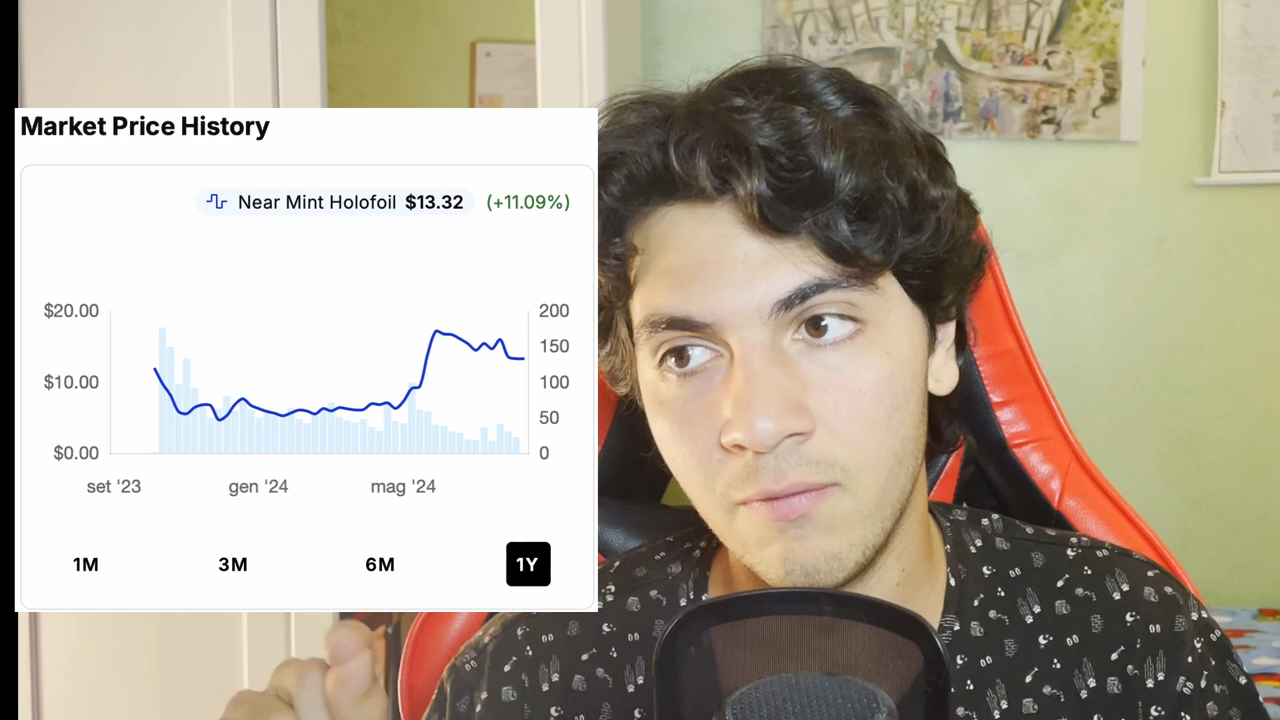 Market Price History
Near Mint Holofoil $13.32 (+11.09%)
$20.00 200
150
$10.00 100
50
$0.00 0
set '23 gen '24 mag '24
1M 3M 6M 1Y